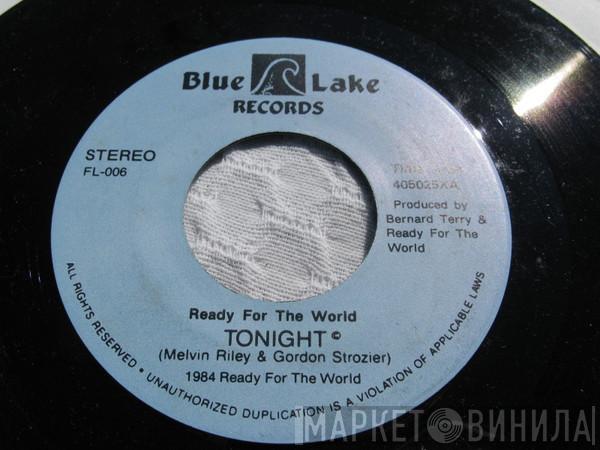 Blue Lake
RECORDS
STEREO
FL-006
405025XA
Produced by
Bernard Terry &
Ready For The
World
Ready For The World
TONIGHT ©
(Melvin Riley & Gordon Strozier)
1984 Ready For The World
ALL RIGHTS RESERVED • UNAUTHORIZED DUPLICATION IS A VIOLATION OF APPLICABLE LAWS
МАРКЕТ ВИНИЛА